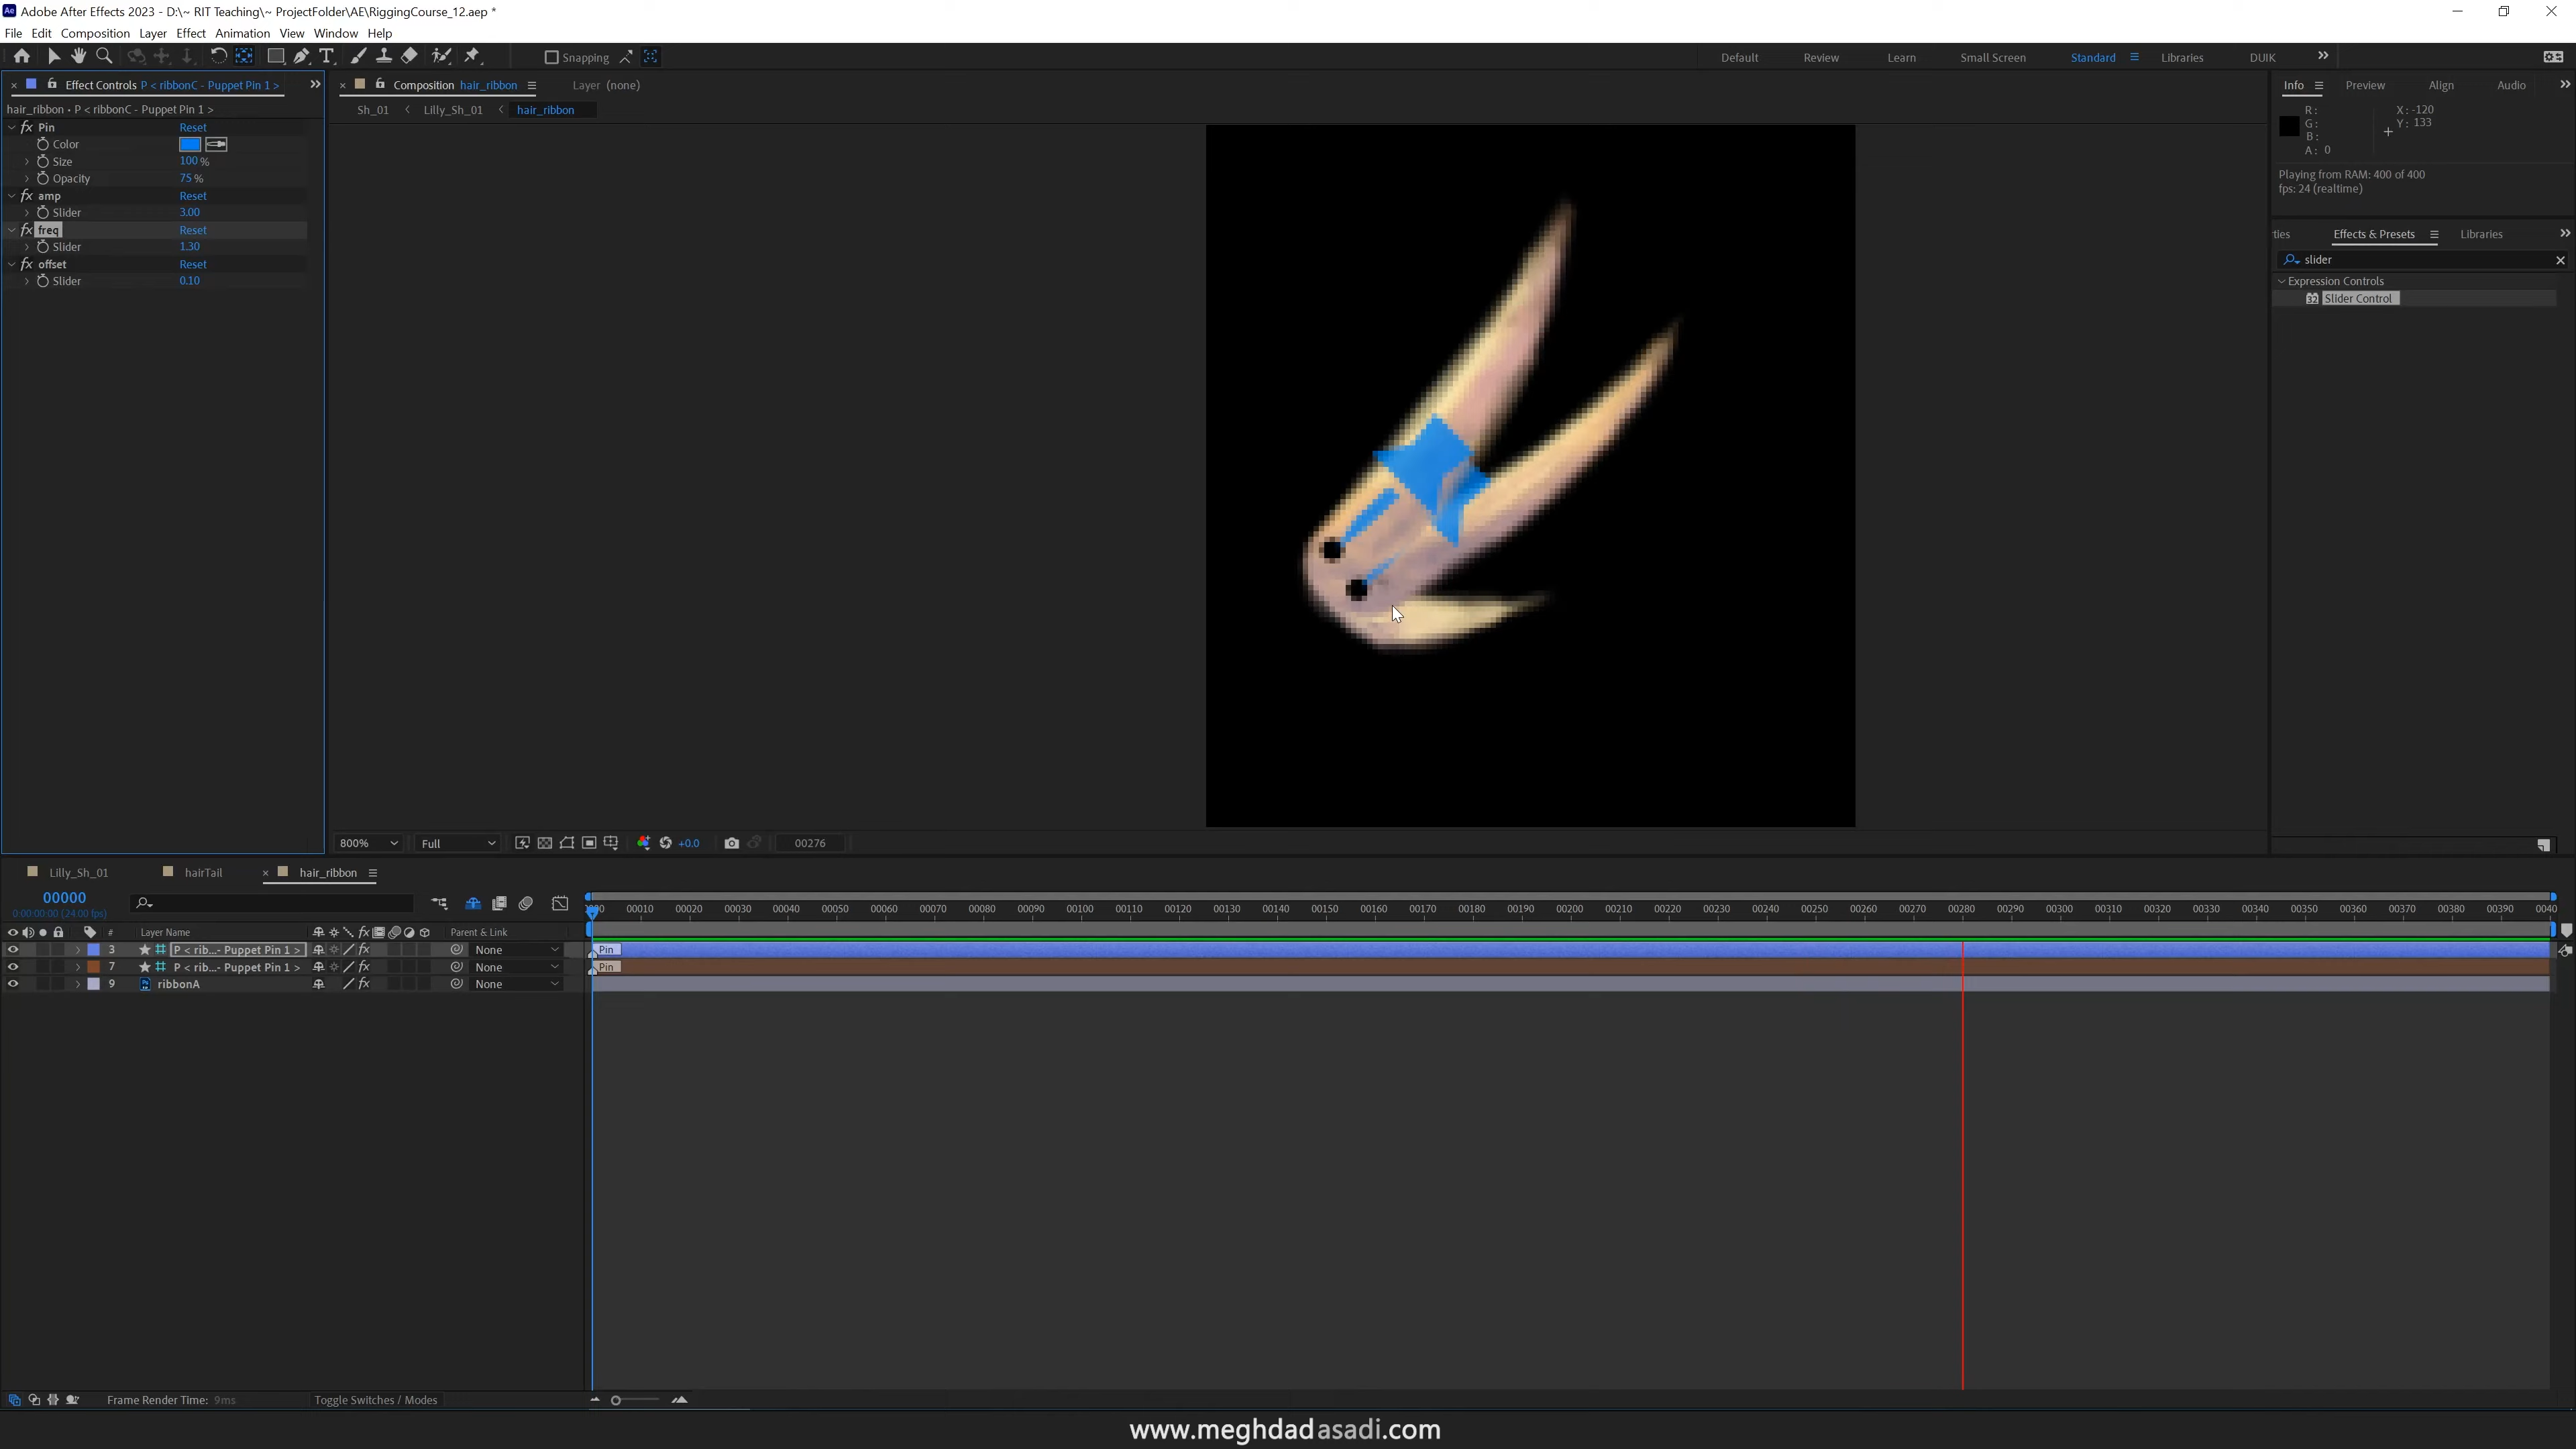 Adobe After Effects 2023 - D:\~ RIT Teaching\~ ProjectFolder\AE\RiggingCourse_12.aep *
File Edit Composition Layer Effect Animation View Window Help
Snapping Default Review Learn Small Screen Standard Libraries DUIK
Effect Controls P < ribbonC - Puppet Pin 1 > Composition hair_ribbon Layer (none) Info Preview Align Audio
hair_ribbon • P < ribbonC - Puppet Pin 1 > Sh_01 Lilly_Sh_01 hair_ribbon
fx Pin Reset
Color
Size 100 %
Opacity 75 %
fx amp Reset
Slider 3.00
fx freq Reset
Slider 1.30
fx offset Reset
Slider 0.10
R: X: -120
G: Y: 133
B:
A: 0
Playing from RAM: 400 of 400
fps: 24 (realtime)
ties Effects & Presets Libraries
slider
Expression Controls
32 Slider Control
800% Full +0.0 00276
Lilly_Sh_01 hairTail hair_ribbon
00000
0:00:00:00 (24.00 fps)
00010 00020 00030 00040 00050 00060 00070 00080 00090 00100 00110 00120 00130 00140 00150 00160 00170 00180 00190 00200 00210 00220 00230 00240 00250 00260 00270 00280 00290 00300 00310 00320 00330 00340 00350 00360 00370 00380 00390 0040
# Layer Name fx Parent & Link
3 P < rib...- Puppet Pin 1 > fx None Pin
7 P < rib...- Puppet Pin 1 > fx None Pin
9 ribbonA fx None
Frame Render Time: 9ms Toggle Switches / Modes
www.meghdadasadi.com